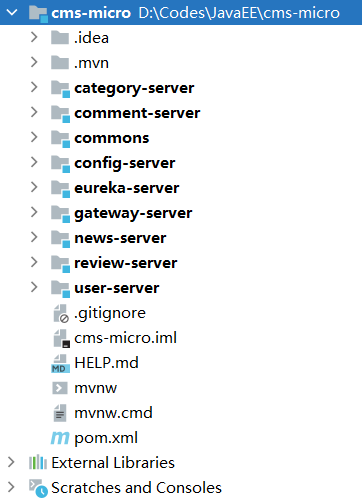 cms-micro D:\Codes\JavaEE\cms-micro
.idea
.mvn
category-server
comment-server
commons
config-server
eureka-server
gateway-server
news-server
review-server
user-server
.gitignore
cms-micro.iml
MD HELP.md
mvnw
mvnw.cmd
m pom.xml
External Libraries
Scratches and Consoles